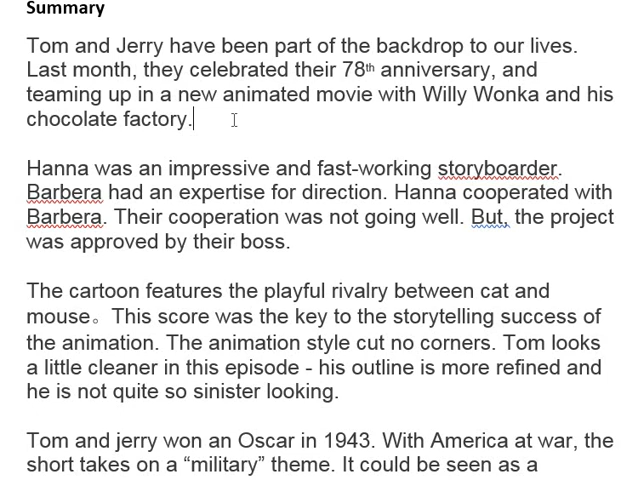 Summary
Tom and Jerry have been part of the backdrop to our lives.
Last month, they celebrated their 78th anniversary, and
teaming up in a new animated movie with Willy Wonka and his
chocolate factory.
Hanna was an impressive and fast-working storyboarder.
Barbera had an expertise for direction. Hanna cooperated with
Barbera. Their cooperation was not going well. But, the project
was approved by their boss.
The cartoon features the playful rivalry between cat and
mouse。This score was the key to the storytelling success of
the animation. The animation style cut no corners. Tom looks
a little cleaner in this episode - his outline is more refined and
he is not quite so sinister looking.
Tom and jerry won an Oscar in 1943. With America at war, the
short takes on a “military” theme. It could be seen as a